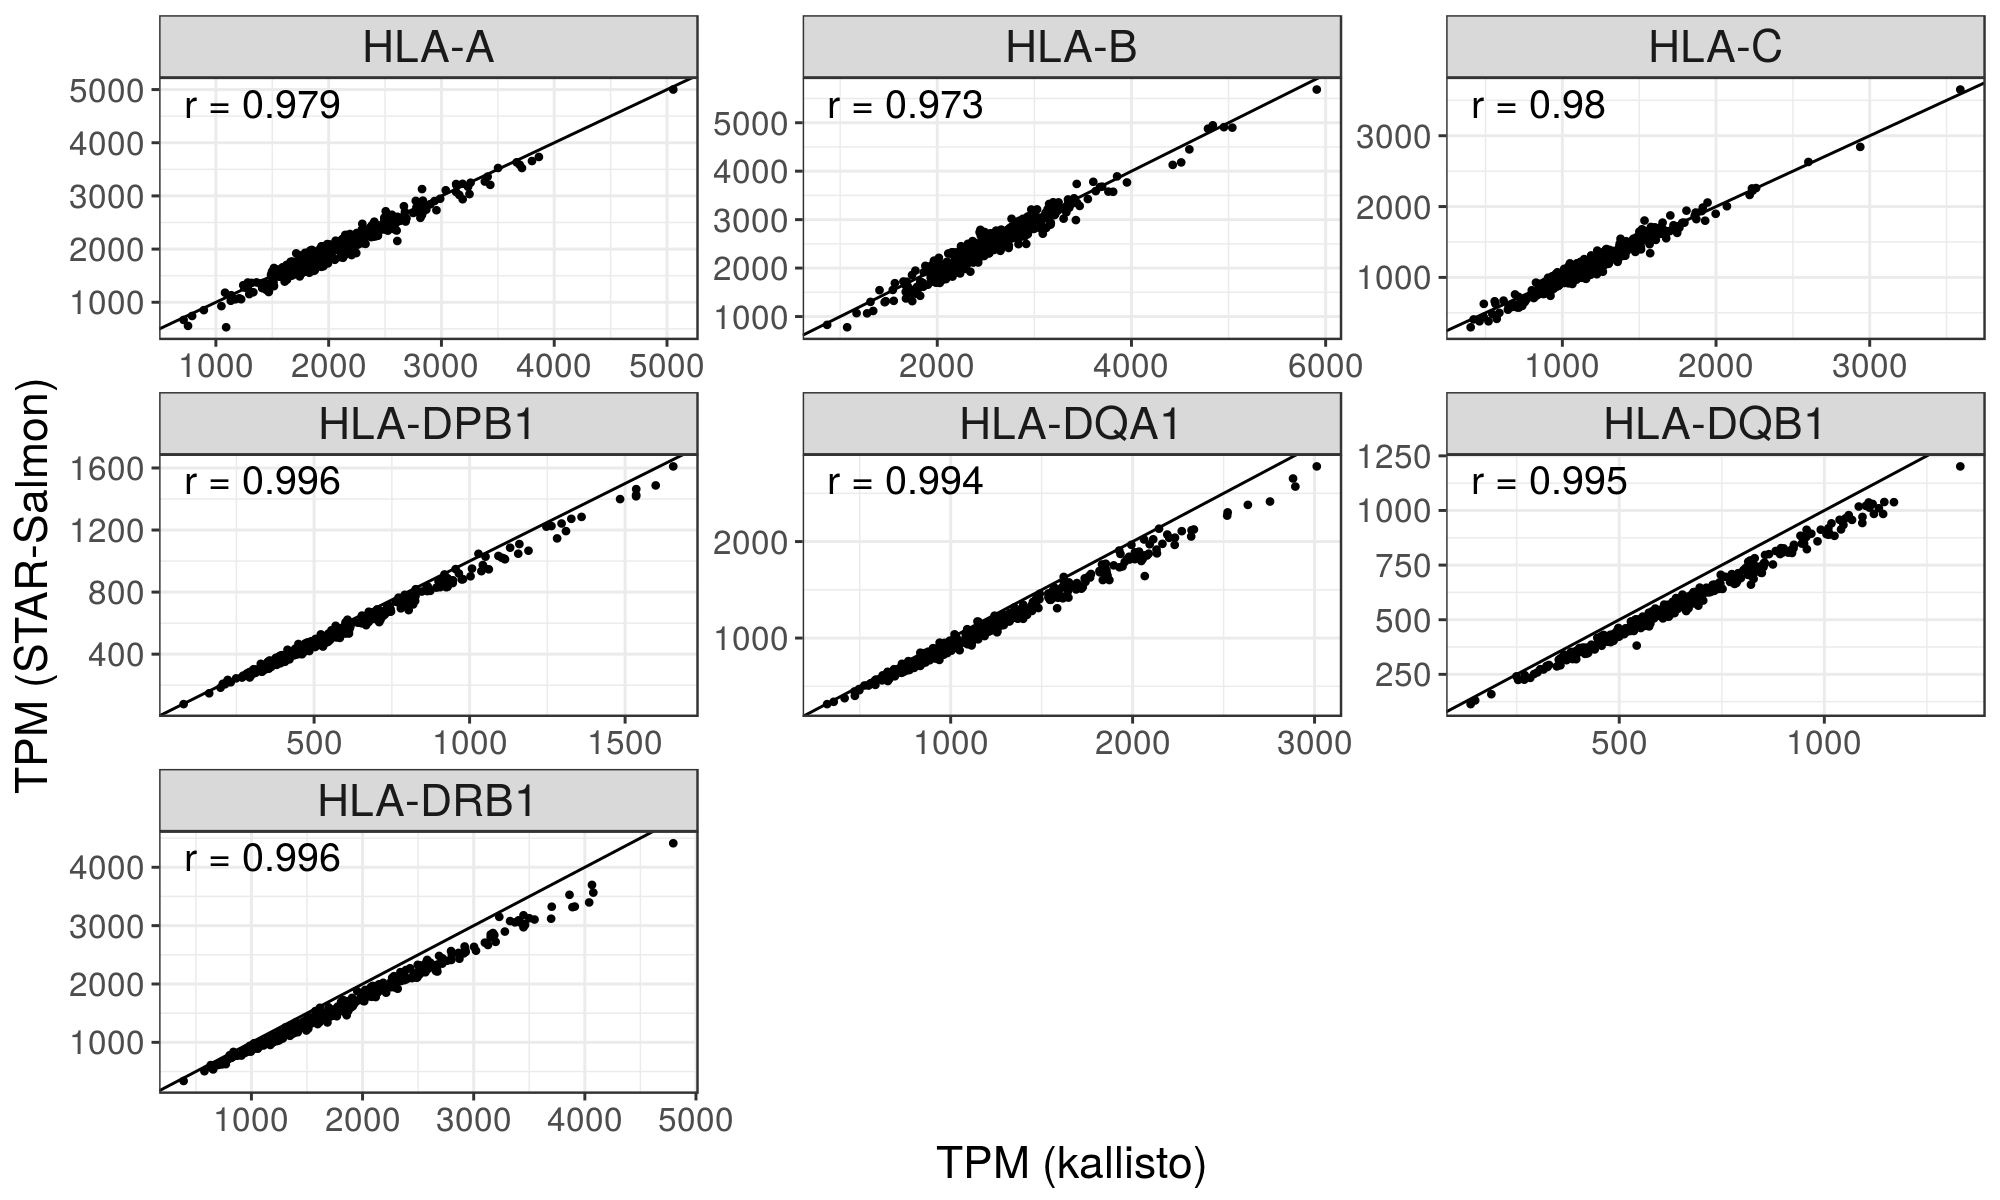 HLA-A HLA-B HLA-C
r = 0.979 r = 0.973 r = 0.98
5000
4000
3000
2000
1000
5000
4000
3000
2000
1000
3000
2000
1000
1000 2000 3000 4000 5000 2000 4000 6000 1000 2000 3000
HLA-DPB1 HLA-DQA1 HLA-DQB1
r = 0.996 r = 0.994 r = 0.995
1600
1200
800
400
2000
1000
1250
1000
750
500
250
500 1000 1500 1000 2000 3000 500 1000
HLA-DRB1
r = 0.996
4000
3000
2000
1000
1000 2000 3000 4000 5000
TPM (STAR-Salmon)
TPM (kallisto)